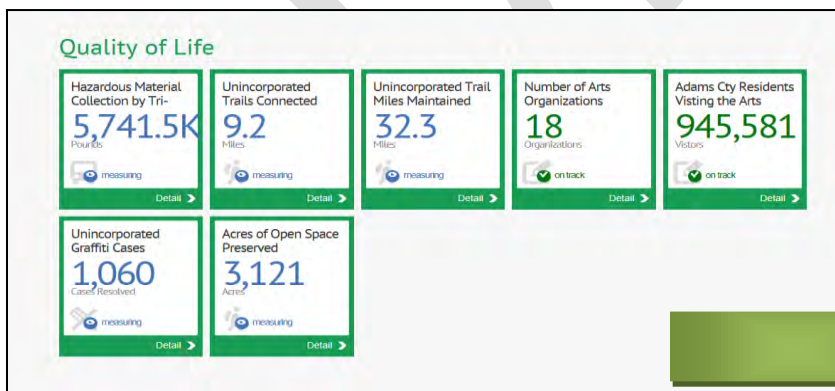 Quality of Life
Hazardous Material
Collection by Tri-
5,741.5K
Pounds
measuring
Detail
Unincorporated
Trails Connected
9.2
Miles
measuring
Detail
Unincorporated Trail
Miles Maintained
32.3
Miles
measuring
Detail
Number of Arts
Organizations
18
Organizations
on track
Detail
Adams Cty Residents
Visting the Arts
945,581
Vistors
on track
Detail
Unincorporated
Graffiti Cases
1,060
Cases Resolved
measuring
Detail
Acres of Open Space
Preserved
3,121
Acres
measuring
Detail